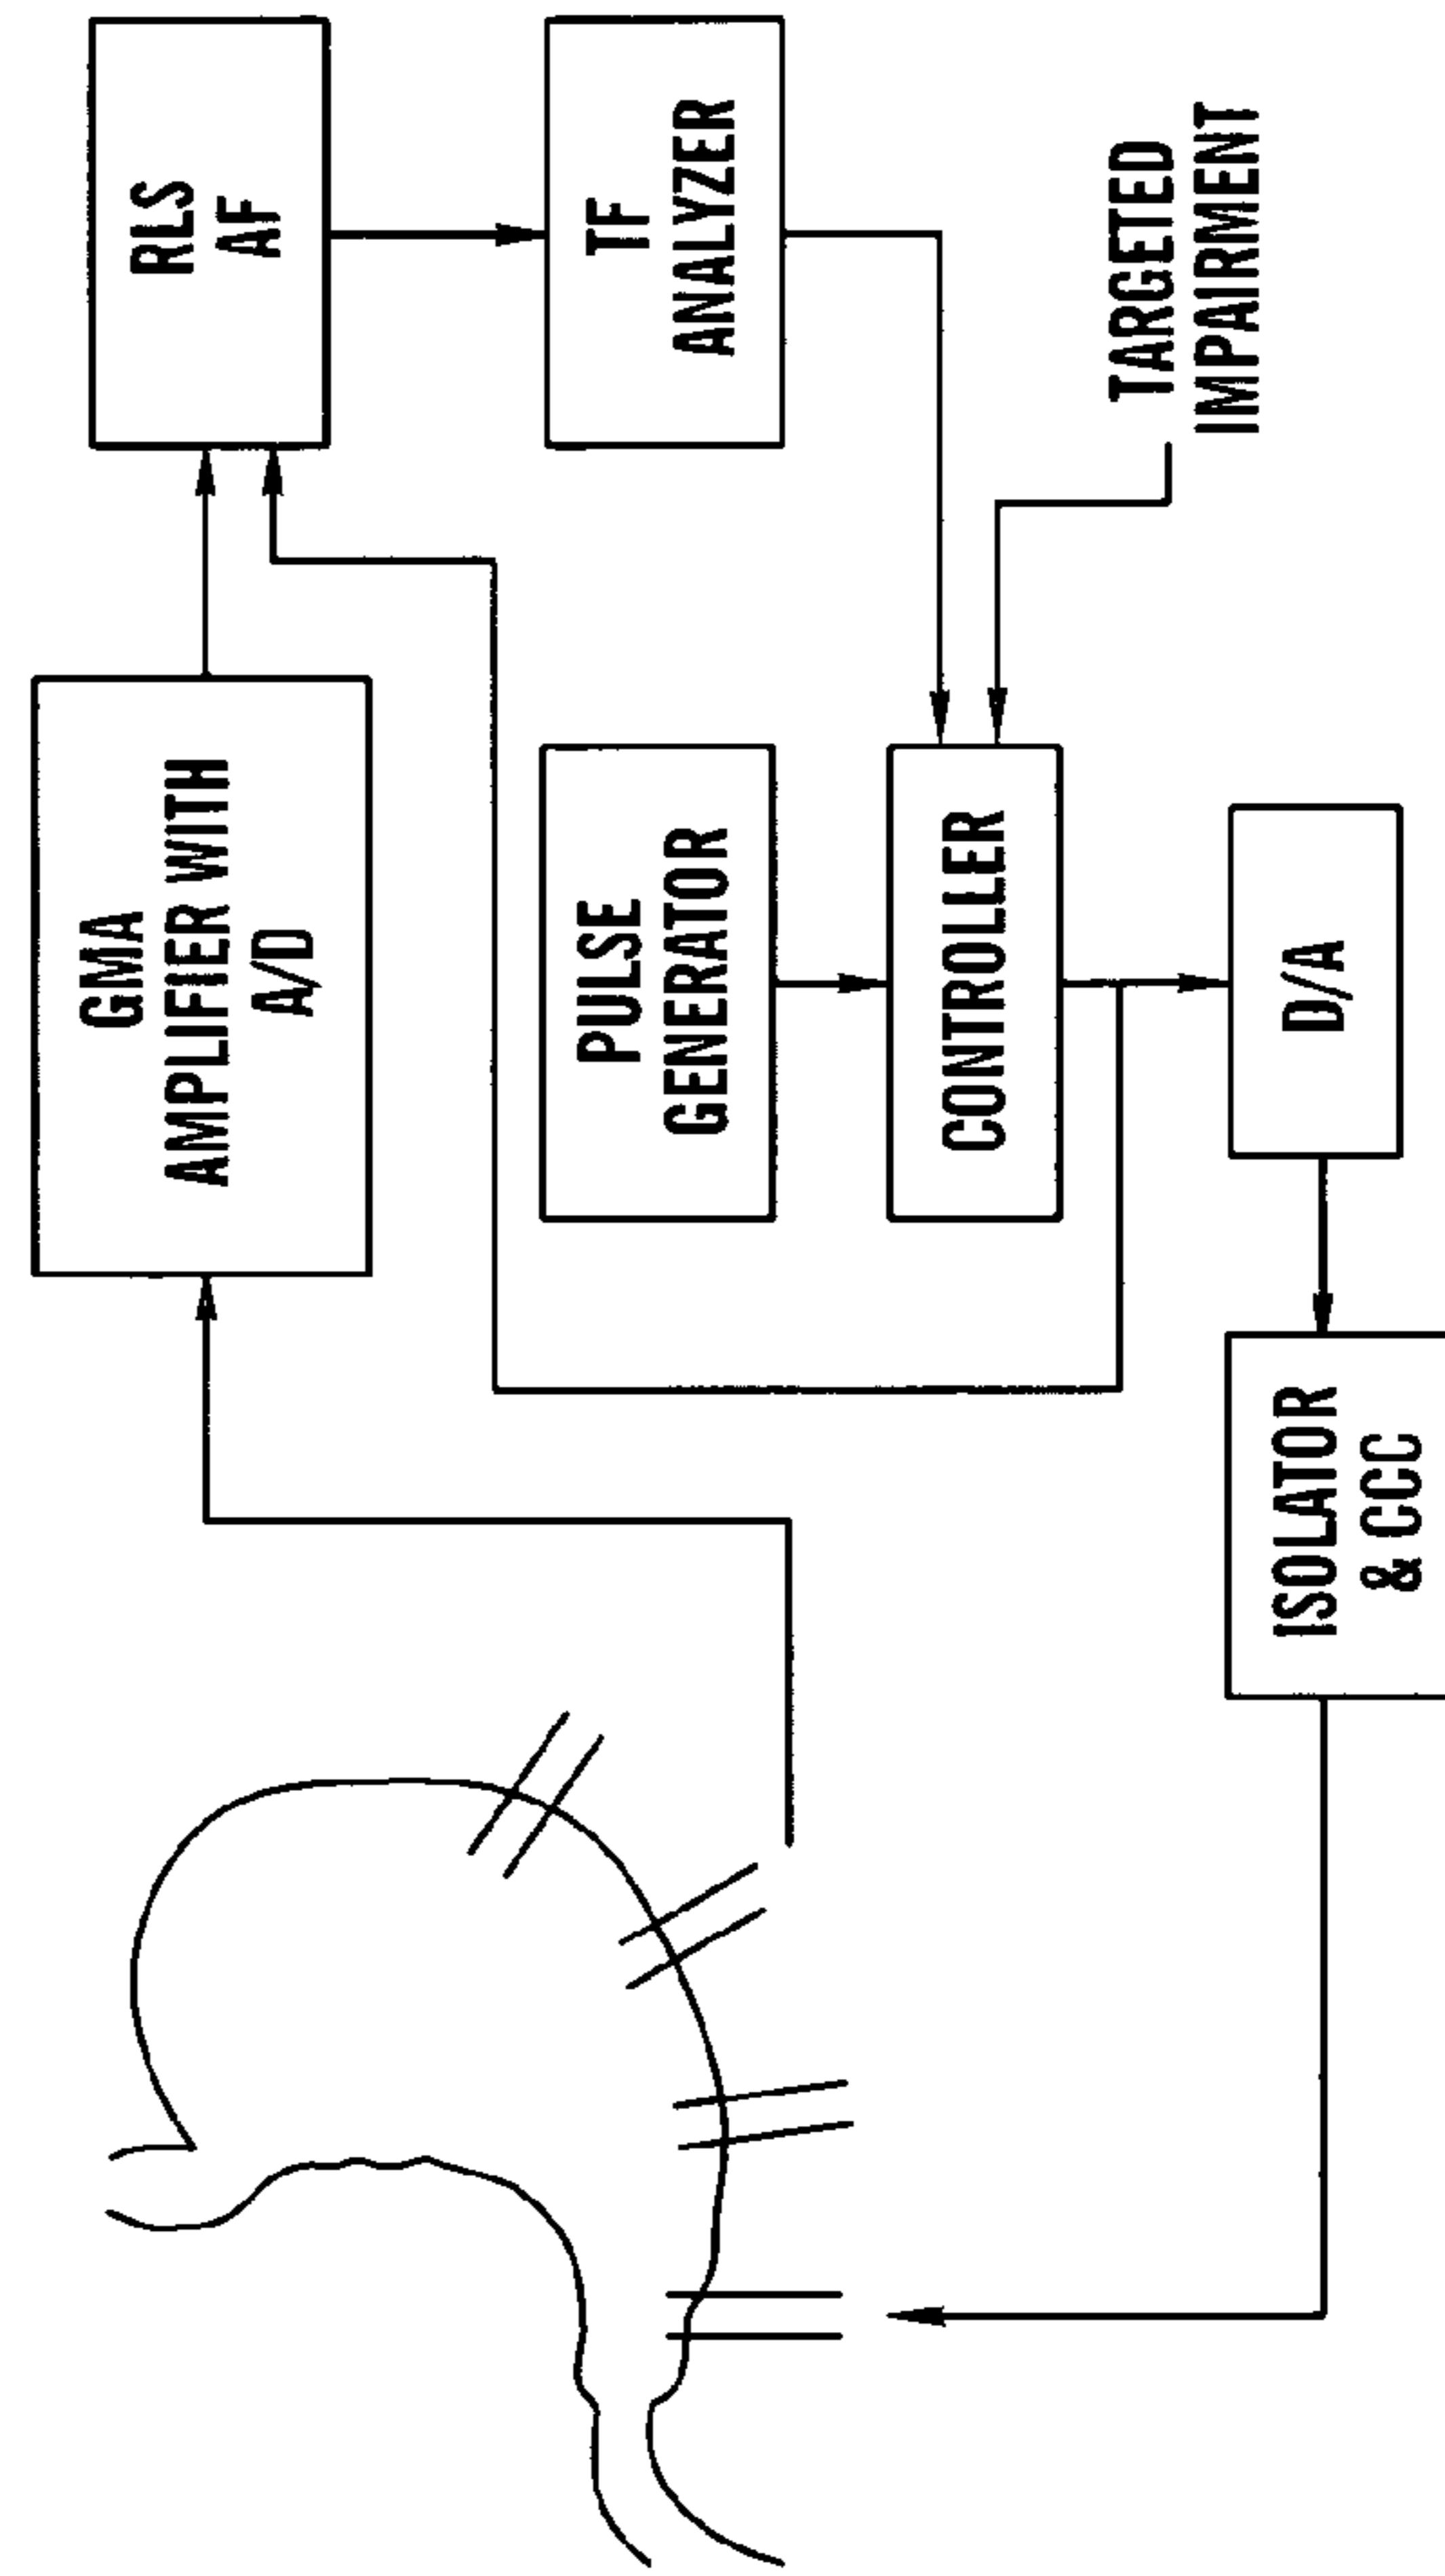 GMA
AMPLIFIER WITH
A/D
RLS
AF
PULSE
GENERATOR
TF
ANALYZER
CONTROLLER
TARGETED
IMPAIRMENT
ISOLATOR
& CCC
D/A